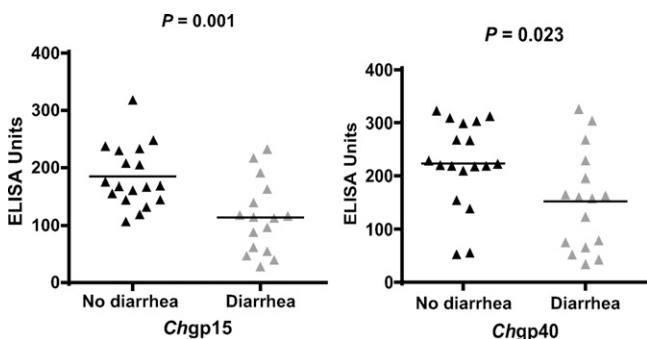 P = 0.001
400
300
200
100
0
ELISA Units
No diarrhea
Diarrhea
Chgp15
P = 0.023
400
300
200
100
0
ELISA Units
No diarrhea
Diarrhea
Chgp40